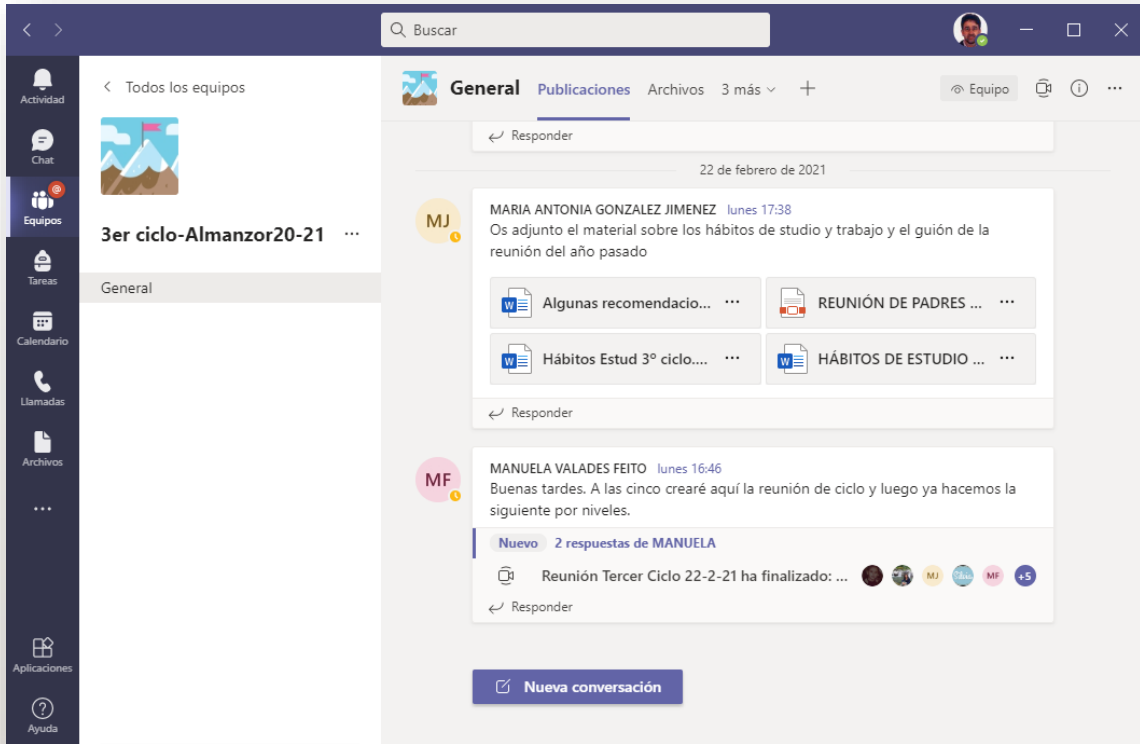 Buscar
Actividad
Chat
Equipos
Tareas
Calendario
Llamadas
Archivos
Aplicaciones
Ayuda
Todos los equipos
3er ciclo-Almanzor20-21
General
General Publicaciones Archivos 3 más
Equipo
Responder
22 de febrero de 2021
MJ
MARIA ANTONIA GONZALEZ JIMENEZ lunes 17:38
Os adjunto el material sobre los hábitos de studio y trabajo y el guión de la
reunión del año pasado
Algunas recomendacio... REUNIÓN DE PADRES ...
Hábitos Estud 3º ciclo.... HÁBITOS DE ESTUDIO ...
Responder
MF
MANUELA VALADES FEITO lunes 16:46
Buenas tardes. A las cinco crearé aquí la reunión de ciclo y luego ya hacemos la
siguiente por niveles.
Nuevo 2 respuestas de MANUELA
Reunión Tercer Ciclo 22-2-21 ha finalizado: ... MJ MF +5
Responder
Nueva conversación